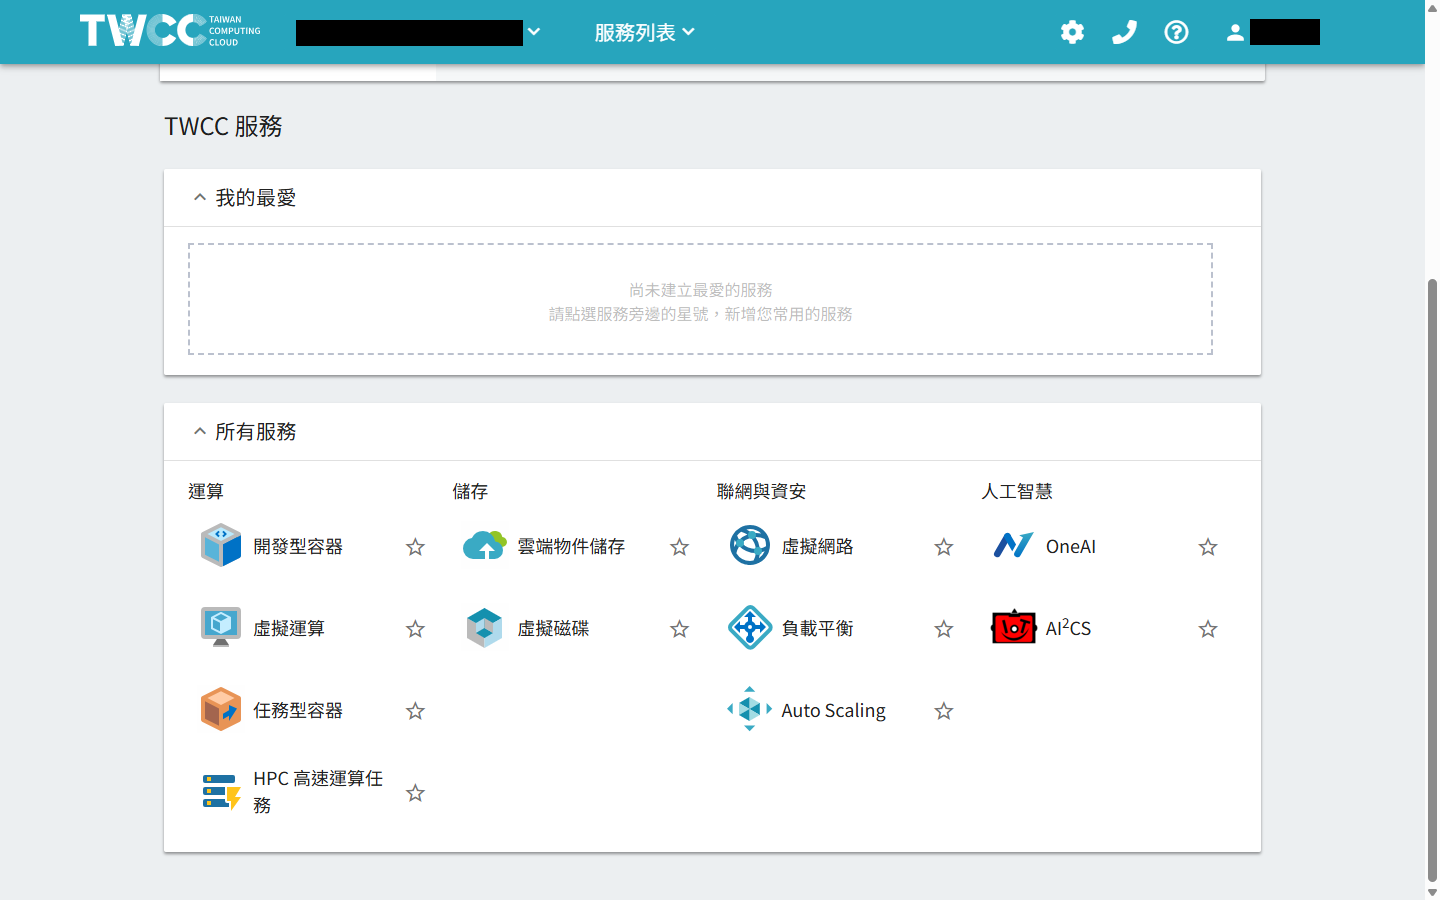 TWCC TAIWAN COMPUTING CLOUD
服務列表
TWCC 服務
我的最愛
尚未建立最愛的服務
請點選服務旁邊的星號，新增您常用的服務
所有服務
運算
開發型容器
虛擬運算
任務型容器
HPC 高速運算任
務
儲存
雲端物件儲存
虛擬磁碟
聯網與資安
虛擬網路
負載平衡
Auto Scaling
人工智慧
OneAI
AI²CS